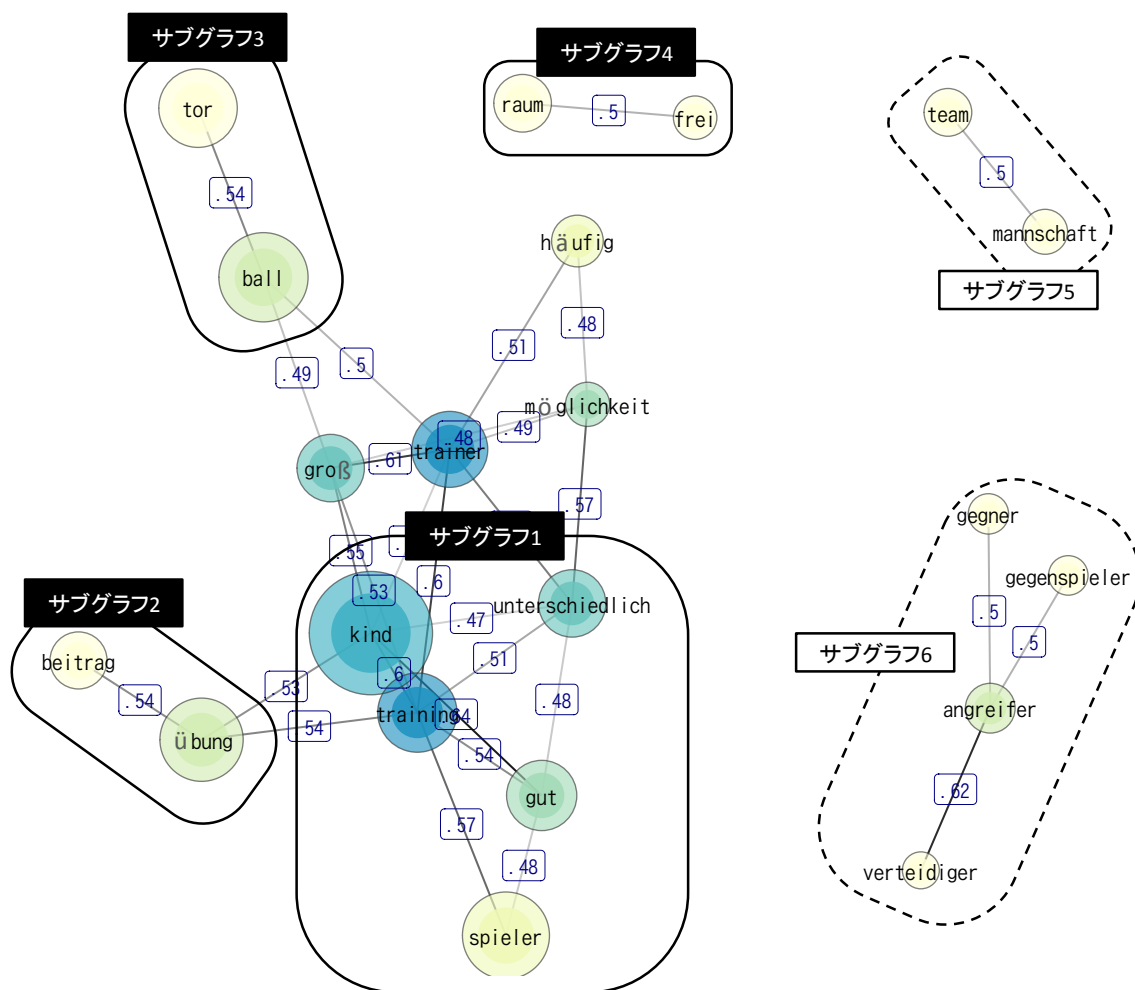 サブグラフ3
サブグラフ4
tor
raum
.5
frei
team
.5
.54
mannschaft
häufig
ball
サブグラフ5
.51
.48
.49
.5
möglichkeit
.48
.49
trainer
.61
groß
.57
gegner
サブグラフ1
.55
.6
gegenspieler
サブグラフ2
.53
unterschiedlich
kind
.47
.5
.5
beitrag
サブグラフ6
.51
.6
.53
.54
.48
angreifer
training
.64
übung
.54
.54
.62
gut
.57
.48
verteidiger
spieler